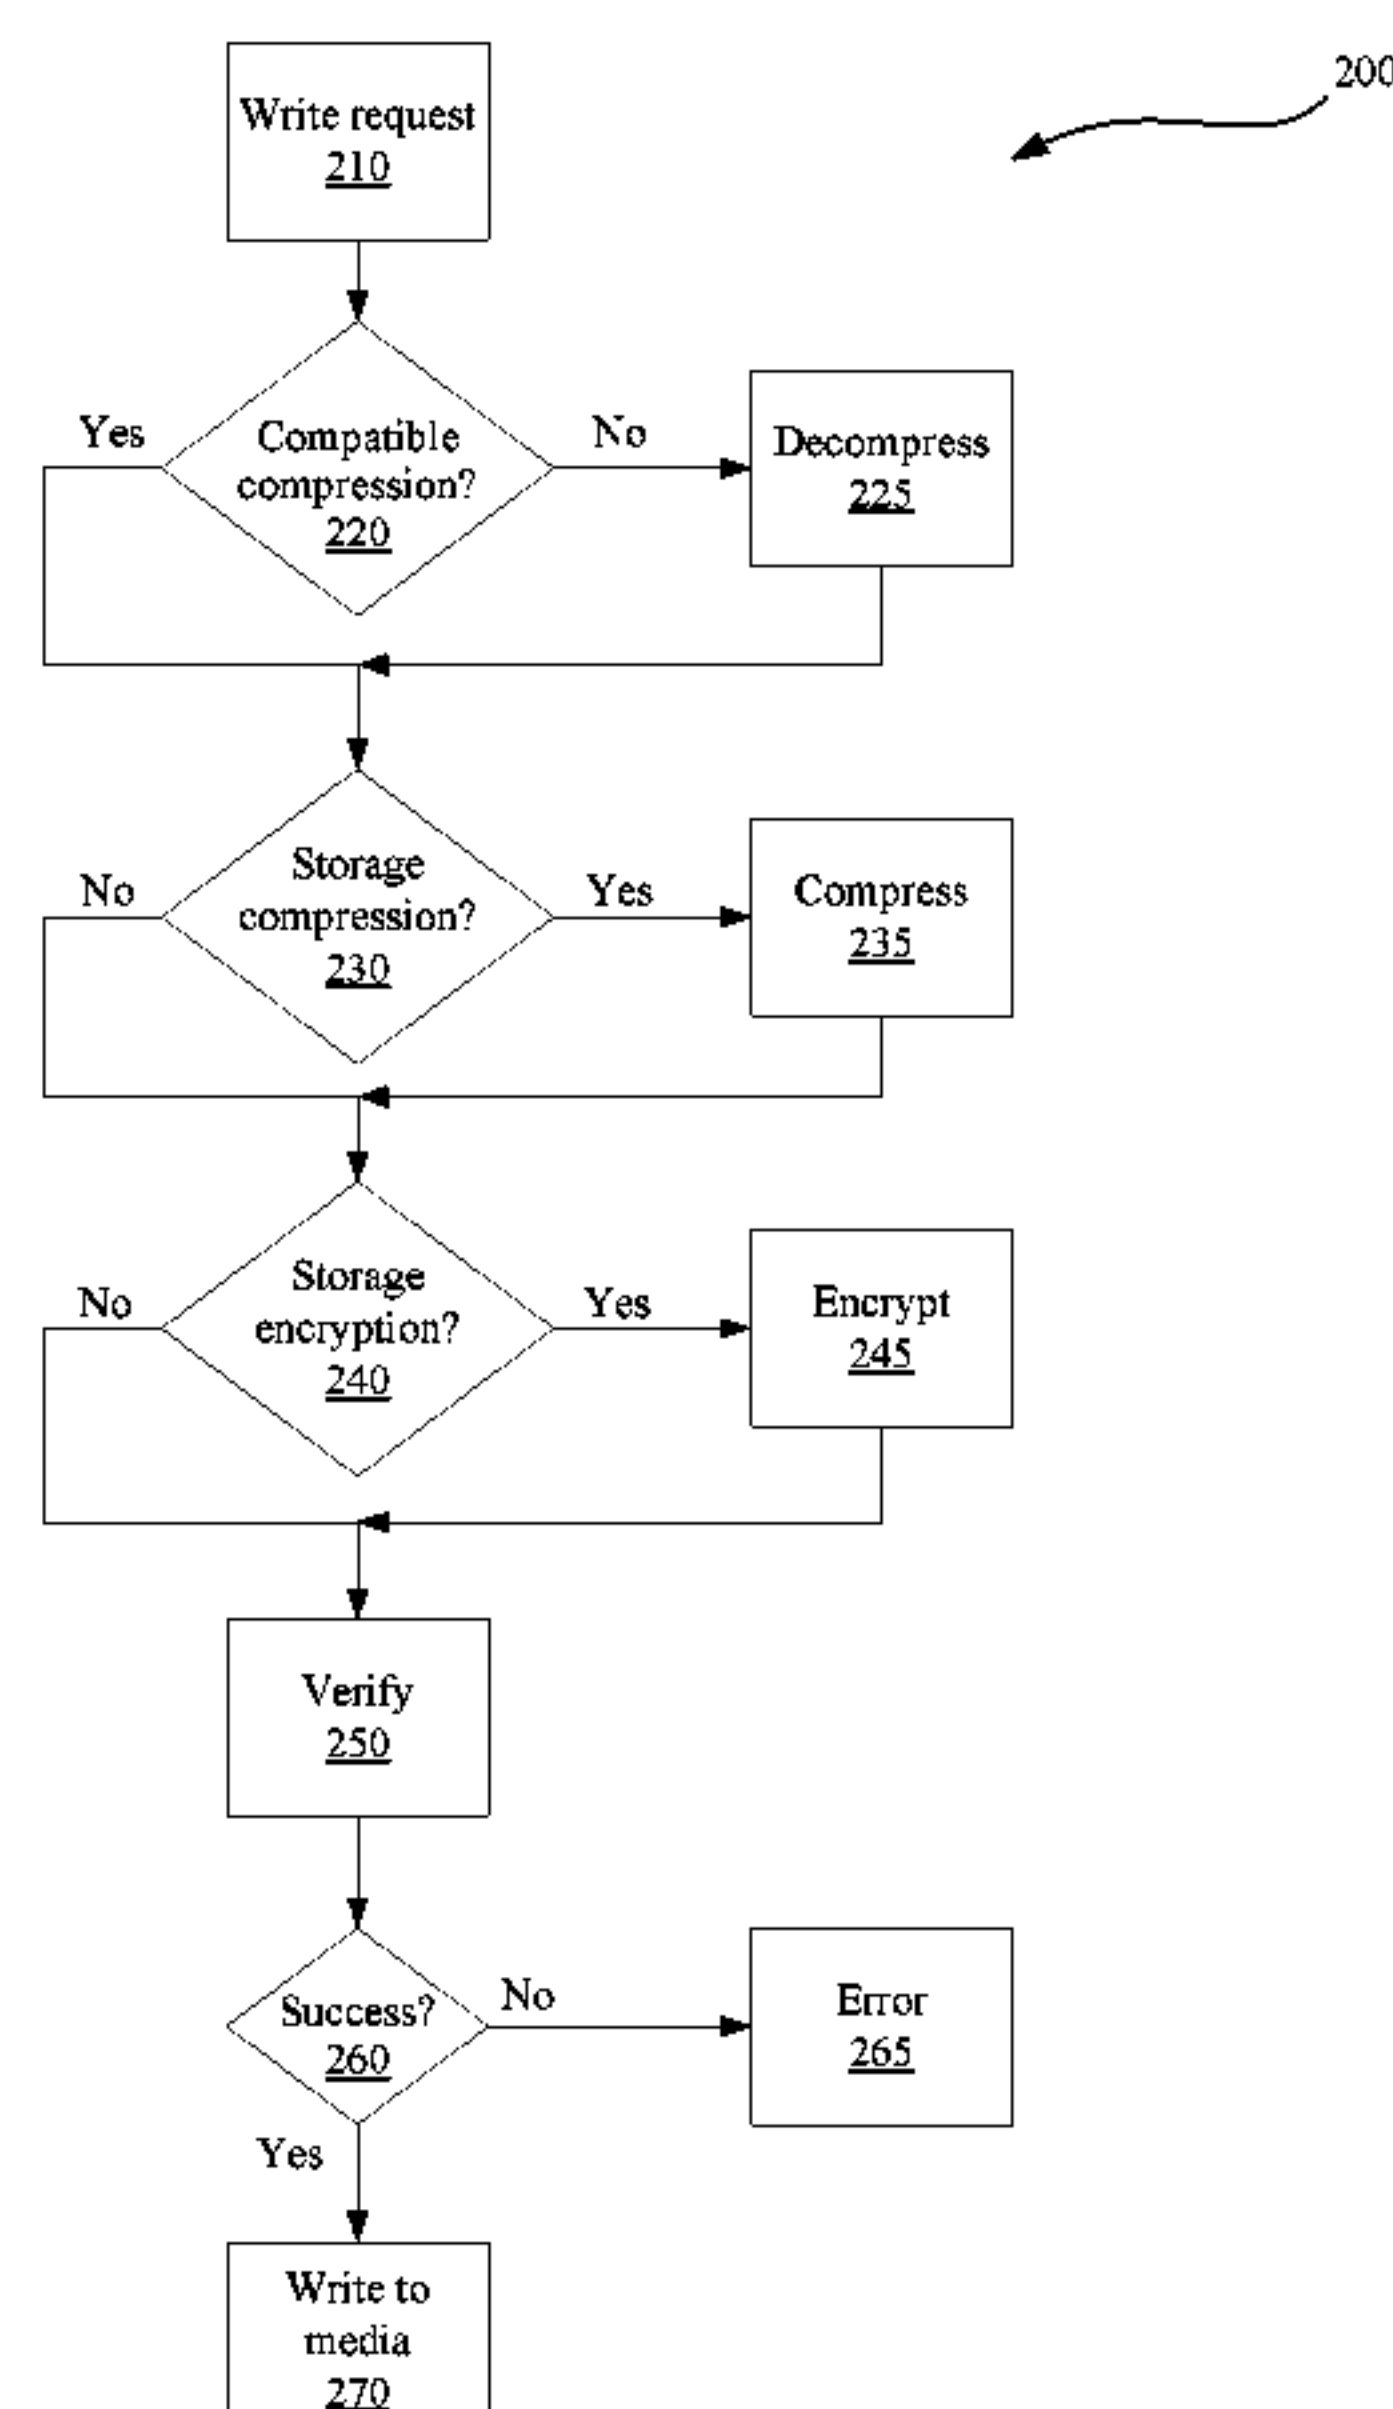 200
Write request
210
Yes
Compatible
compression?
220
No
Decompress
225
No
Storage
compression?
230
Yes
Compress
235
No
Storage
encryption?
240
Yes
Encrypt
245
Verify
250
Success?
260
No
Error
265
Yes
Write to
media
270